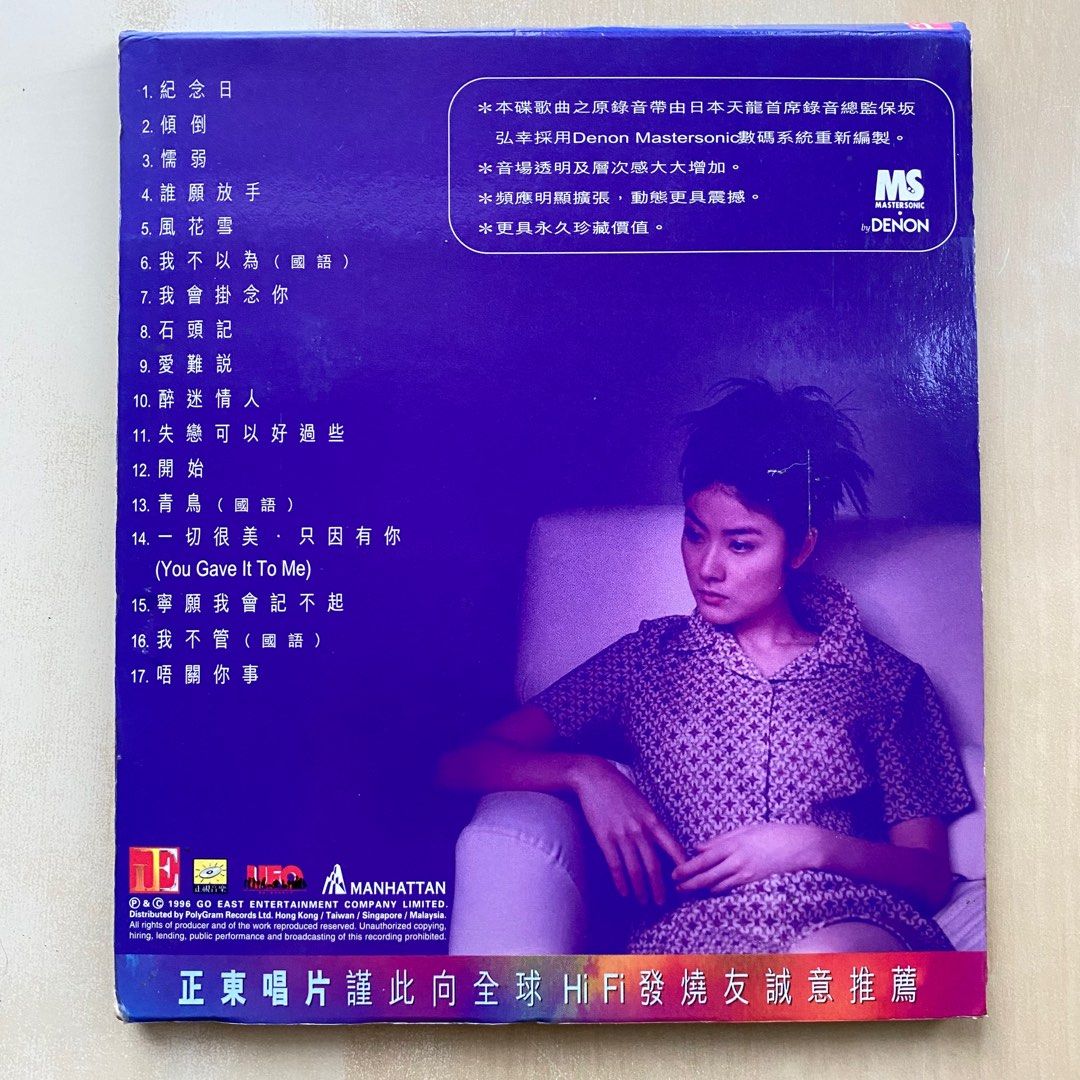 1. 紀念日
2. 傾倒
3. 懦弱
4. 誰願放手
5. 風花雪
6. 我不以為（國語）
7. 我會掛念你
8. 石頭記
9. 愛難説
10. 醉迷情人
11. 失戀可以好過些
12. 開始
13. 青鳥（國語）
14. 一切很美．只因有你
(You Gave It To Me)
15. 寧願我會記不起
16. 我不管（國語）
17. 唔關你事
＊本碟歌曲之原錄音帶由日本天龍首席錄音總監保坂
弘幸採用Denon Mastersonic數碼系統重新編製。
＊音場透明及層次感大大增加。
＊頻應明顯擴張，動態更具震撼。
＊更具永久珍藏價值。
MS
MASTERSONIC
by DENON
正視音樂
UFO
MANHATTAN
Ⓟ & © 1996 GO EAST ENTERTAINMENT COMPANY LIMITED.
Distributed by PolyGram Records Ltd. Hong Kong / Taiwan / Singapore / Malaysia.
All rights of producer and of the work reproduced reserved. Unauthorized copying,
hiring, lending, public performance and broadcasting of this recording prohibited.
正東唱片謹此向全球 Hi Fi 發燒友誠意推薦